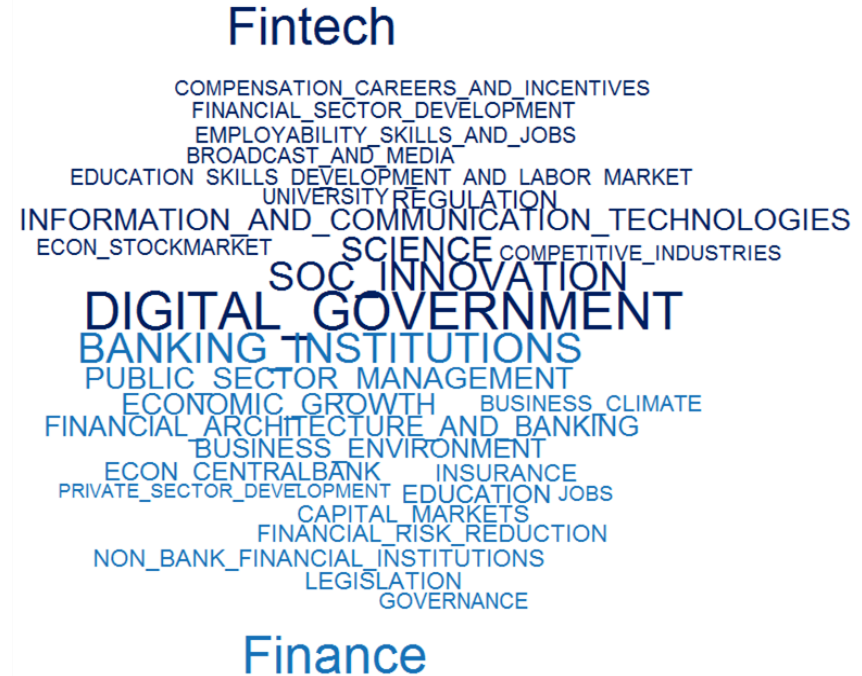 Fintech
COMPENSATION_CAREERS_AND_INCENTIVES
FINANCIAL_SECTOR_DEVELOPMENT
EMPLOYABILITY_SKILLS_AND_JOBS
BROADCAST_AND_MEDIA
EDUCATION_SKILLS_DEVELOPMENT_AND_LABOR_MARKET
UNIVERSITY REGULATION
INFORMATION_AND_COMMUNICATION_TECHNOLOGIES
ECON_STOCKMARKET SCIENCE COMPETITIVE_INDUSTRIES
SOC_INNOVATION
DIGITAL_GOVERNMENT
BANKING_INSTITUTIONS
PUBLIC_SECTOR_MANAGEMENT
ECONOMIC_GROWTH BUSINESS_CLIMATE
FINANCIAL_ARCHITECTURE_AND_BANKING
BUSINESS_ENVIRONMENT
ECON_CENTRALBANK INSURANCE
PRIVATE_SECTOR_DEVELOPMENT EDUCATION JOBS
CAPITAL_MARKETS
FINANCIAL_RISK_REDUCTION
NON_BANK_FINANCIAL_INSTITUTIONS
LEGISLATION
GOVERNANCE
Finance